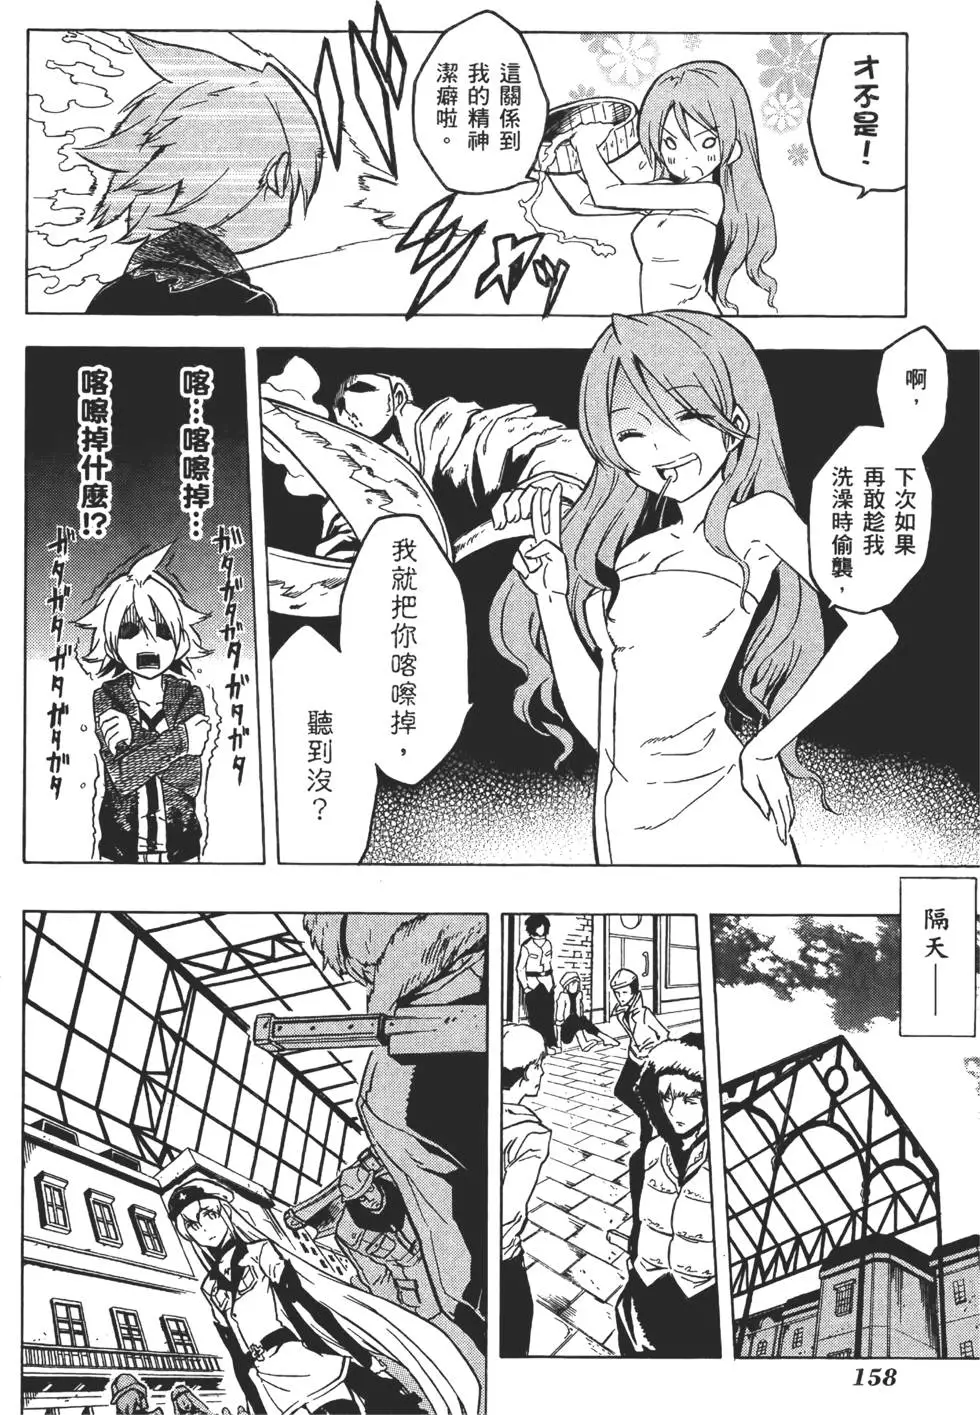 才不是！
這關係到
我的精神
潔癖啦。
メッ
啊，
下次如果
再敢趁我
洗澡時偷襲，
我就把你喀嚓掉，
聽到沒？
喀…喀嚓掉…
喀嚓掉什麼!?
ガタガタガタガタ
ガタガタガタガタ
隔天——
158